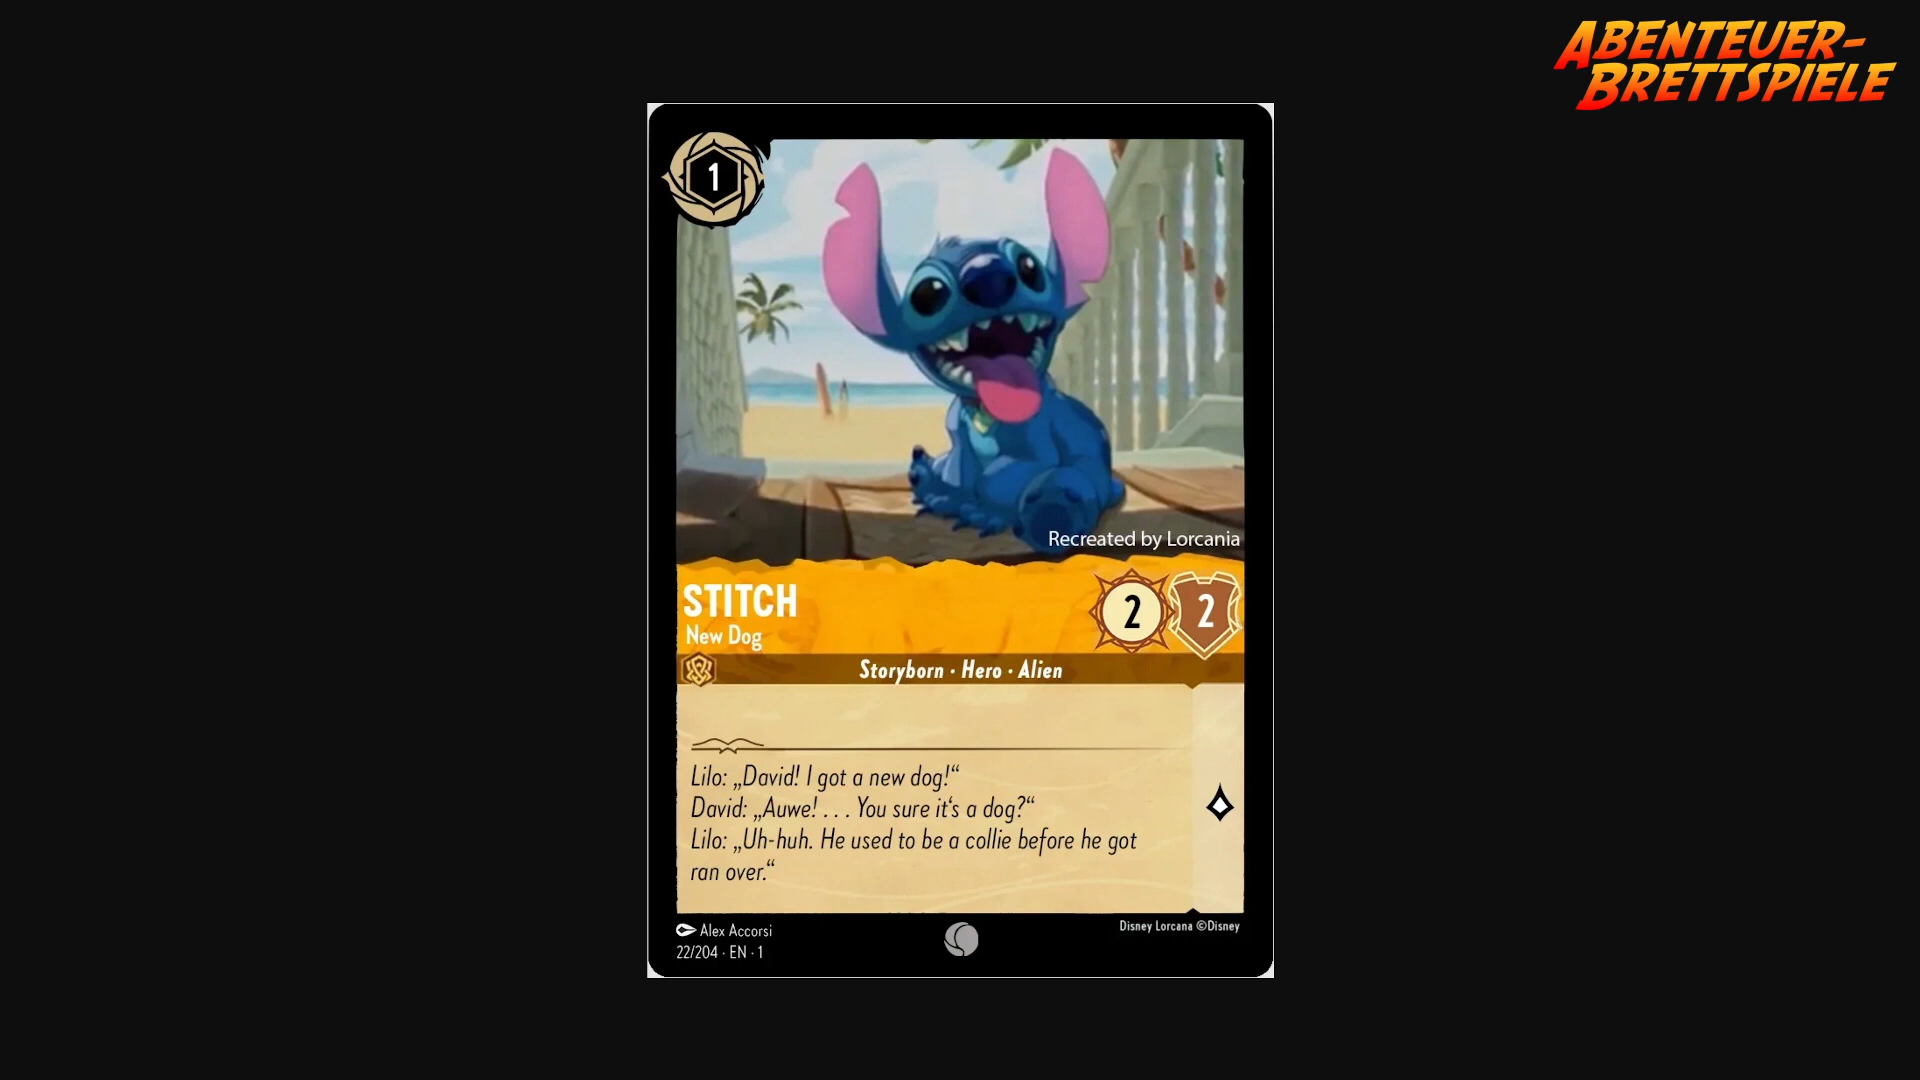 ABENTEUER-
BRETTSPIELE
1
Recreated by Lorcania
STITCH
New Dog
2
2
Storyborn · Hero · Alien
Lilo: „David! I got a new dog!“
David: „Auwe! . . . You sure it‘s a dog?“
Lilo: „Uh-huh. He used to be a collie before he got
ran over.“
Alex Accorsi
22/204 · EN · 1
Disney Lorcana ©Disney